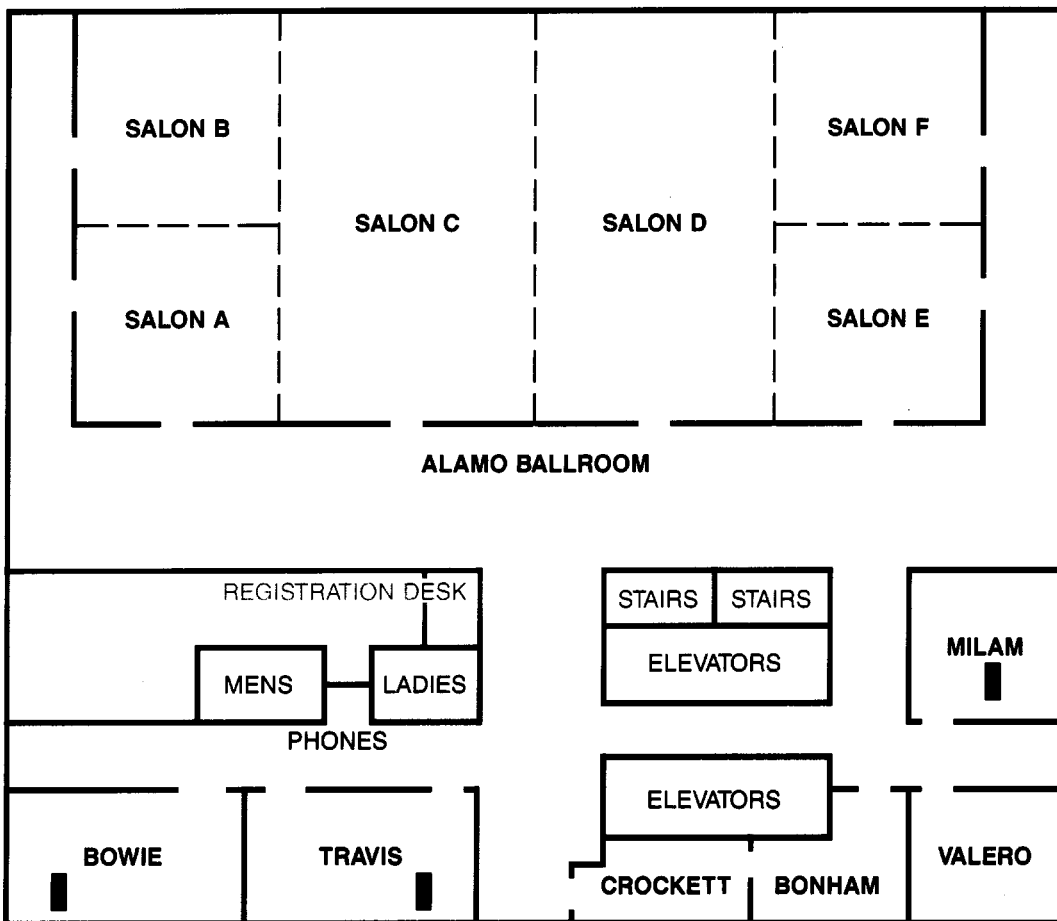 SALON B
SALON F
SALON C
SALON D
SALON A
SALON E
ALAMO BALLROOM
REGISTRATION DESK
STAIRS
STAIRS
MILAM
ELEVATORS
MENS
LADIES
PHONES
ELEVATORS
BOWIE
TRAVIS
VALERO
CROCKETT
BONHAM